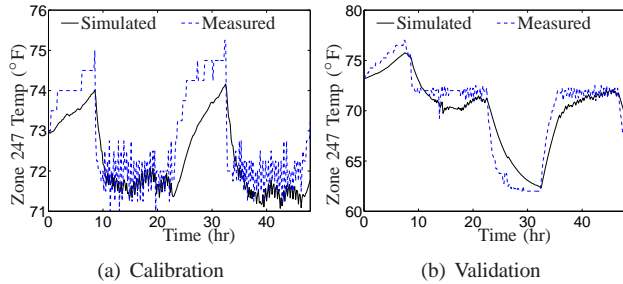 Simulated
Measured
Zone 247 Temp (°F)
76
75
74
73
72
71
0
10
20
30
40
Time (hr)
(a) Calibration
Simulated
Measured
Zone 247 Temp (°F)
80
75
70
65
60
0
10
20
30
40
Time (hr)
(b) Validation